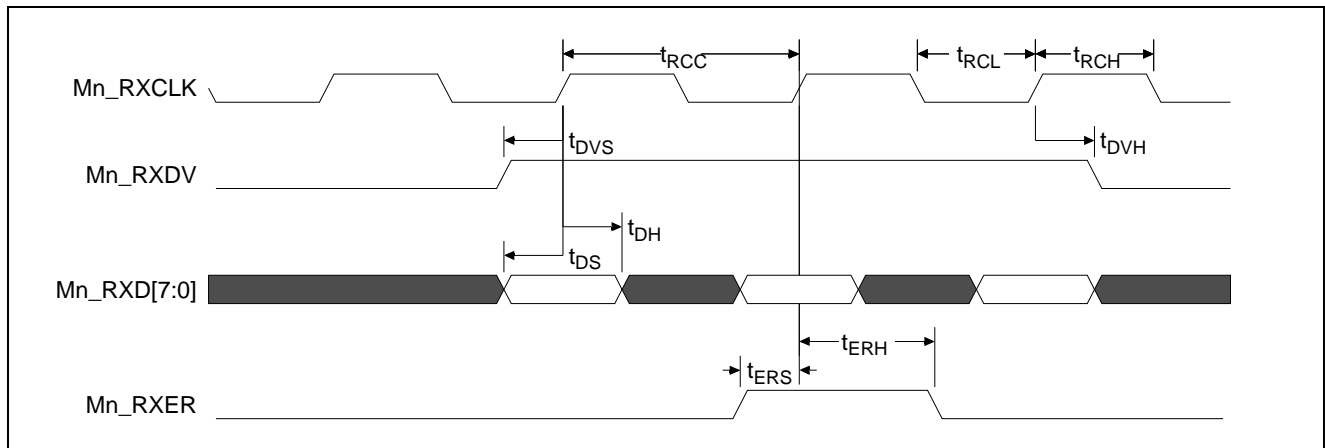 tRCC
tRCL
tRCH
Mn_RXCLK
tDVS
tDVH
Mn_RXDV
tDH
tDS
Mn_RXD[7:0]
tERH
tERS
Mn_RXER